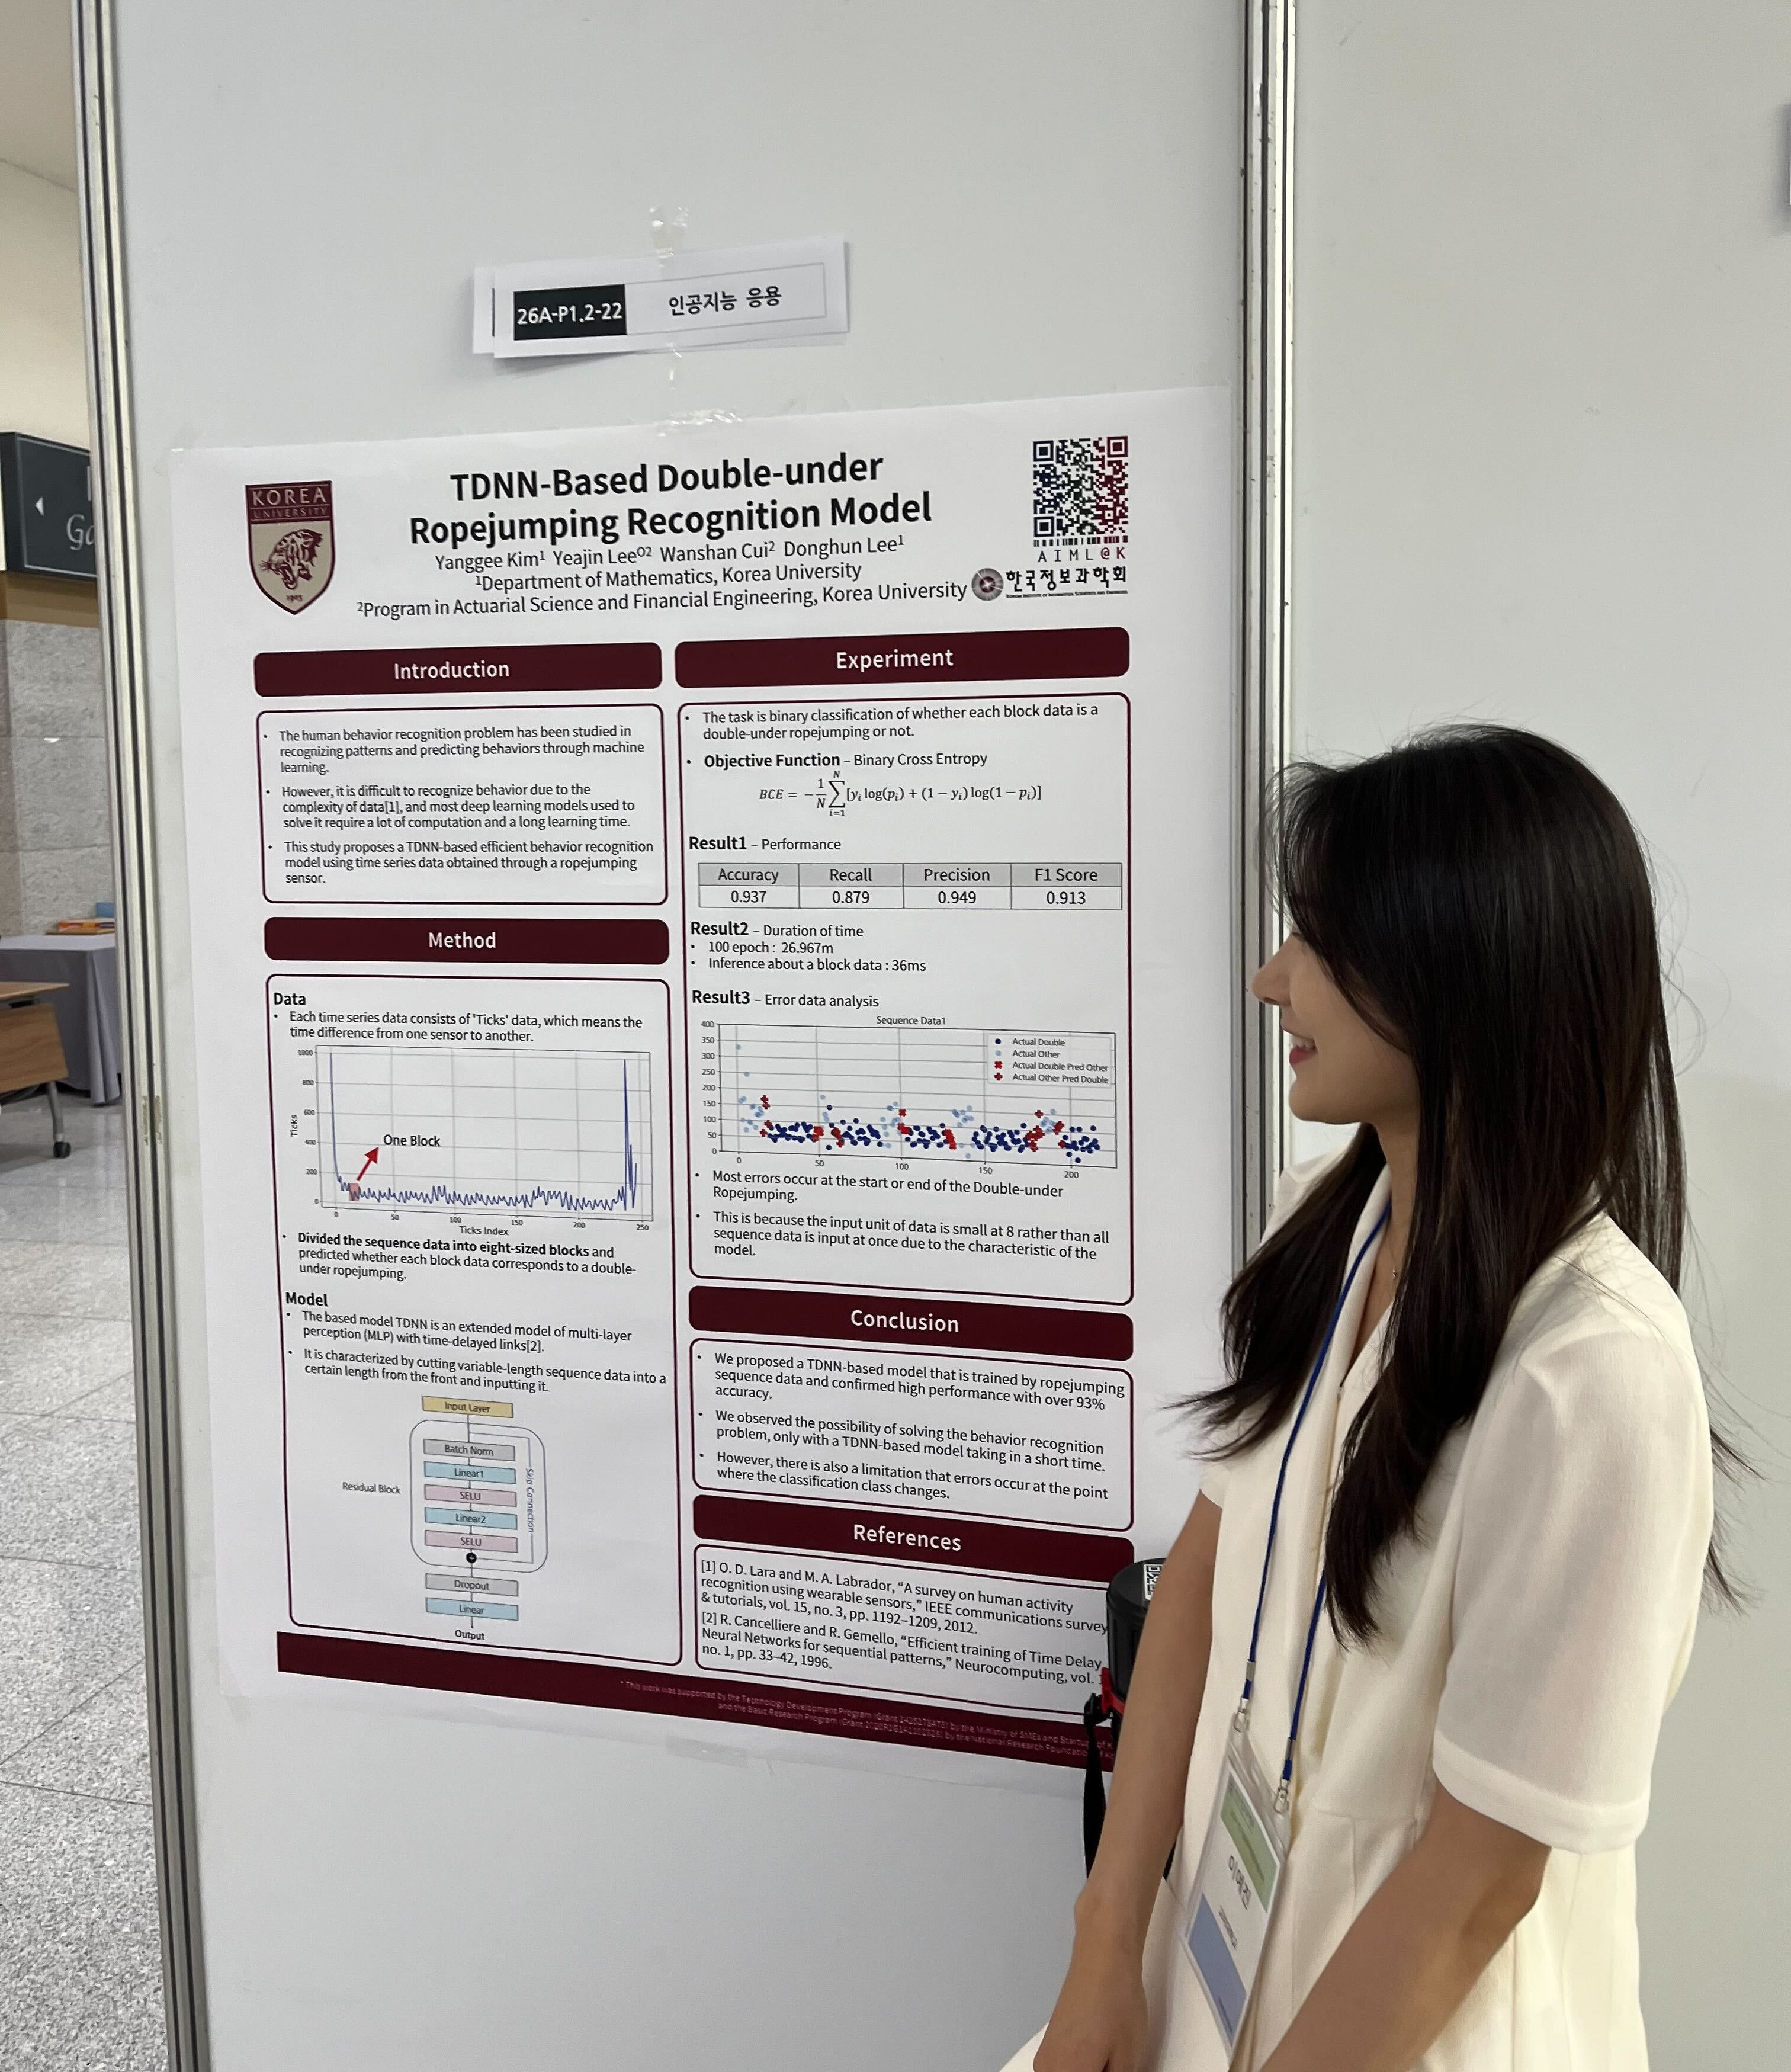 26A-P1.2-22 인공지능 응용
KOREA
UNIVERSITY
1905
TDNN-Based Double-under
Ropejumping Recognition Model
Yanggee Kim¹ Yeajin Leeᴼ² Wanshan Cui² Donghun Lee¹
¹Department of Mathematics, Korea University
²Program in Actuarial Science and Financial Engineering, Korea University
A I M L @ K
한국정보과학회
Introduction
• The human behavior recognition problem has been studied in
recognizing patterns and predicting behaviors through machine
learning.
• However, it is difficult to recognize behavior due to the
complexity of data[1], and most deep learning models used to
solve it require a lot of computation and a long learning time.
• This study proposes a TDNN-based efficient behavior recognition
model using time series data obtained through a ropejumping
sensor.
Method
Data
• Each time series data consists of 'Ticks' data, which means the
time difference from one sensor to another.
1000
800
600
400
200
0
Ticks
One Block
0 50 100 150 200 250
Ticks Index
• Divided the sequence data into eight-sized blocks and
predicted whether each block data corresponds to a double-
under ropejumping.
Model
• The based model TDNN is an extended model of multi-layer
perception (MLP) with time-delayed links[2].
• It is characterized by cutting variable-length sequence data into a
certain length from the front and inputting it.
Input Layer
Batch Norm
Linear1
SELU
Linear2
SELU
+
Skip Connection
Residual Block
Dropout
Linear
Output
Experiment
• The task is binary classification of whether each block data is a
double-under ropejumping or not.
• Objective Function – Binary Cross Entropy
BCE = −1/N ∑ᵢ₌₁ᴺ [yᵢ log(pᵢ) + (1 − yᵢ) log(1 − pᵢ)]
Result1 – Performance
Accuracy Recall Precision F1 Score
0.937 0.879 0.949 0.913
Result2 – Duration of time
• 100 epoch : 26.967m
• Inference about a block data : 36ms
Result3 – Error data analysis
Sequence Data1
400
350
300
250
200
150
100
50
0
Actual Double
Actual Other
Actual Double Pred Other
Actual Other Pred Double
0 50 100 150 200
• Most errors occur at the start or end of the Double-under
Ropejumping.
• This is because the input unit of data is small at 8 rather than all
sequence data is input at once due to the characteristic of the
model.
Conclusion
• We proposed a TDNN-based model that is trained by ropejumping
sequence data and confirmed high performance with over 93%
accuracy.
• We observed the possibility of solving the behavior recognition
problem, only with a TDNN-based model taking in a short time.
• However, there is also a limitation that errors occur at the point
where the classification class changes.
References
[1] O. D. Lara and M. A. Labrador, “A survey on human activity
recognition using wearable sensors,” IEEE communications survey
& tutorials, vol. 15, no. 3, pp. 1192–1209, 2012.
[2] R. Cancelliere and R. Gemello, “Efficient training of Time Delay
Neural Networks for sequential patterns,” Neurocomputing, vol.
no. 1, pp. 33–42, 1996.
* This work was supported by the Technology Development Program (Grant by the Ministry of SMEs and Startups of
and the Basic Research Program (Grant by the National Research Foundation
이예진